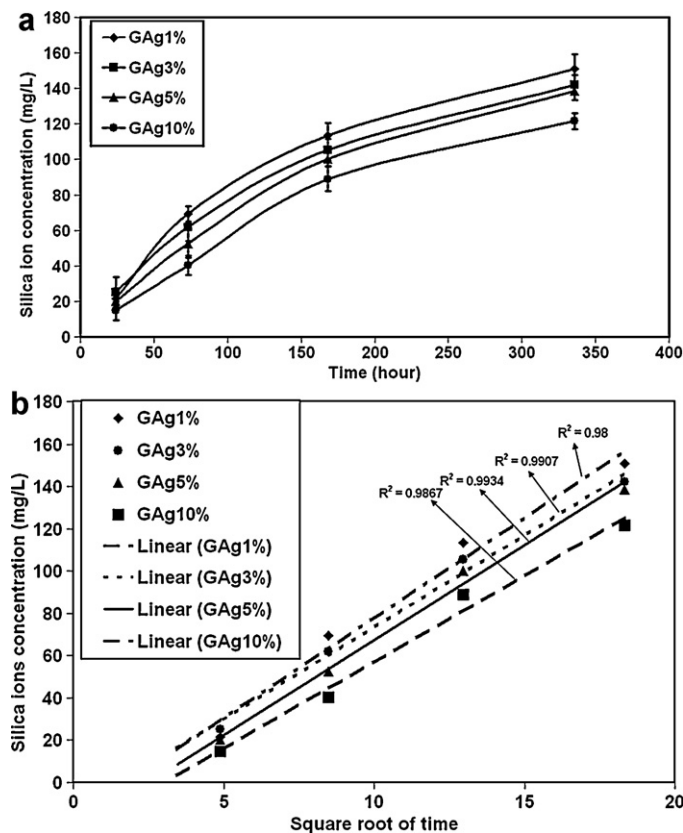 a
Silica ion concentration (mg/L)
180
160
140
120
100
80
60
40
20
0
GAg1%
GAg3%
GAg5%
GAg10%
0 50 100 150 200 250 300 350 400
Time (hour)
b
Silica ions concentration (mg/L)
180
160
140
120
100
80
60
40
20
0
GAg1%
GAg3%
GAg5%
GAg10%
Linear (GAg1%)
Linear (GAg3%)
Linear (GAg5%)
Linear (GAg10%)
R² = 0.98
R² = 0.9907
R² = 0.9934
R² = 0.9867
0 5 10 15 20
Square root of time